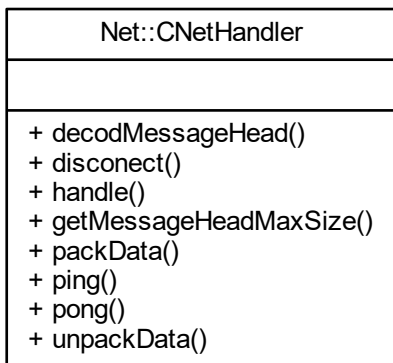 Net::CNetHandler
+ decodMessageHead()
+ disconect()
+ handle()
+ getMessageHeadMaxSize()
+ packData()
+ ping()
+ pong()
+ unpackData()